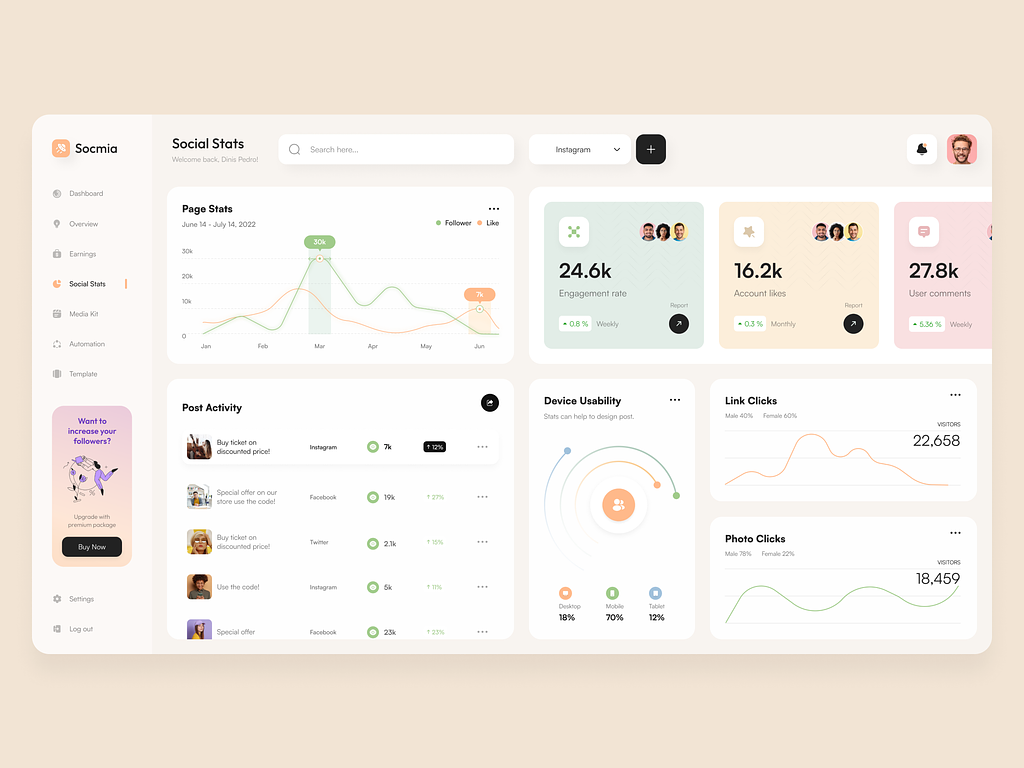 Socmia
Dashboard
Overview
Earnings
Social Stats
Media Kit
Automation
Template
Want to
increase your
followers?
%
Upgrade with
premium package
Buy Now
Settings
Log out
Social Stats
Welcome back, Dinis Pedro!
Search here...
Instagram
+
Page Stats
June 14 - July 14, 2022
Follower
Like
30k
20k
10k
0
30k
7k
Jan
Feb
Mar
Apr
May
Jun
24.6k
Engagement rate
Report
0.8 %
Weekly
16.2k
Account likes
Report
0.3 %
Monthly
27.8k
User comments
5.36 %
Weekly
Post Activity
Buy ticket on
discounted price!
Instagram
7k
↑ 12%
Special offer on our
store use the code!
Facebook
19k
↑ 27%
Buy ticket on
discounted price!
Twitter
2.1k
↑ 15%
Use the code!
Instagram
5k
↑ 11%
Special offer
Facebook
23k
↑ 23%
Device Usability
Stats can help to design post.
Desktop
18%
Mobile
70%
Tablet
12%
Link Clicks
Male 40%
Female 60%
VISITORS
22,658
Photo Clicks
Male 78%
Female 22%
VISITORS
18,459